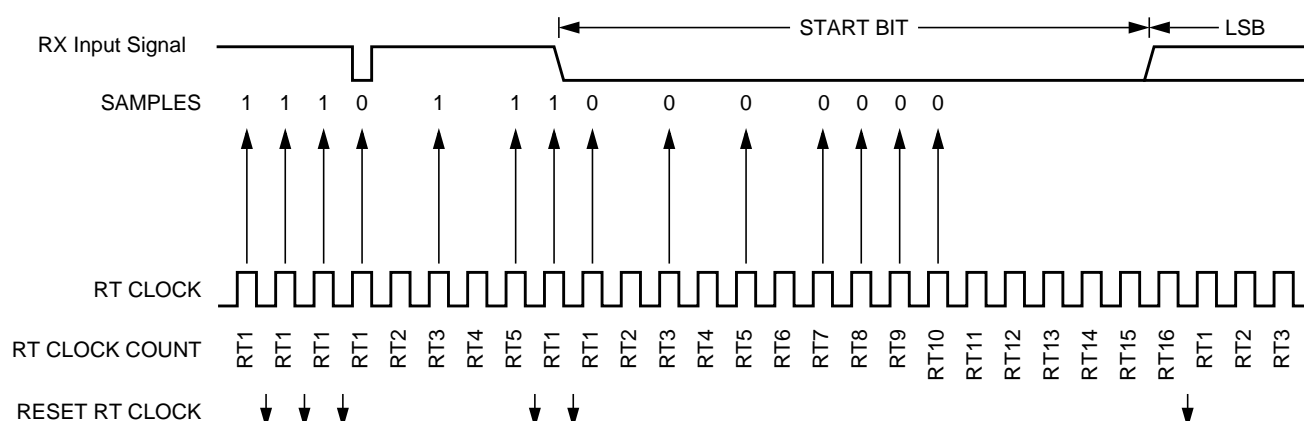 START BIT LSB
RX Input Signal
SAMPLES 1 1 1 0 1 1 1 0 0 0 0 0 0 0
RT CLOCK
RT CLOCK COUNT RT1 RT1 RT1 RT1 RT2 RT3 RT4 RT5 RT1 RT1 RT2 RT3 RT4 RT5 RT6 RT7 RT8 RT9 RT10 RT11 RT12 RT13 RT14 RT15 RT16 RT1 RT2 RT3
RESET RT CLOCK